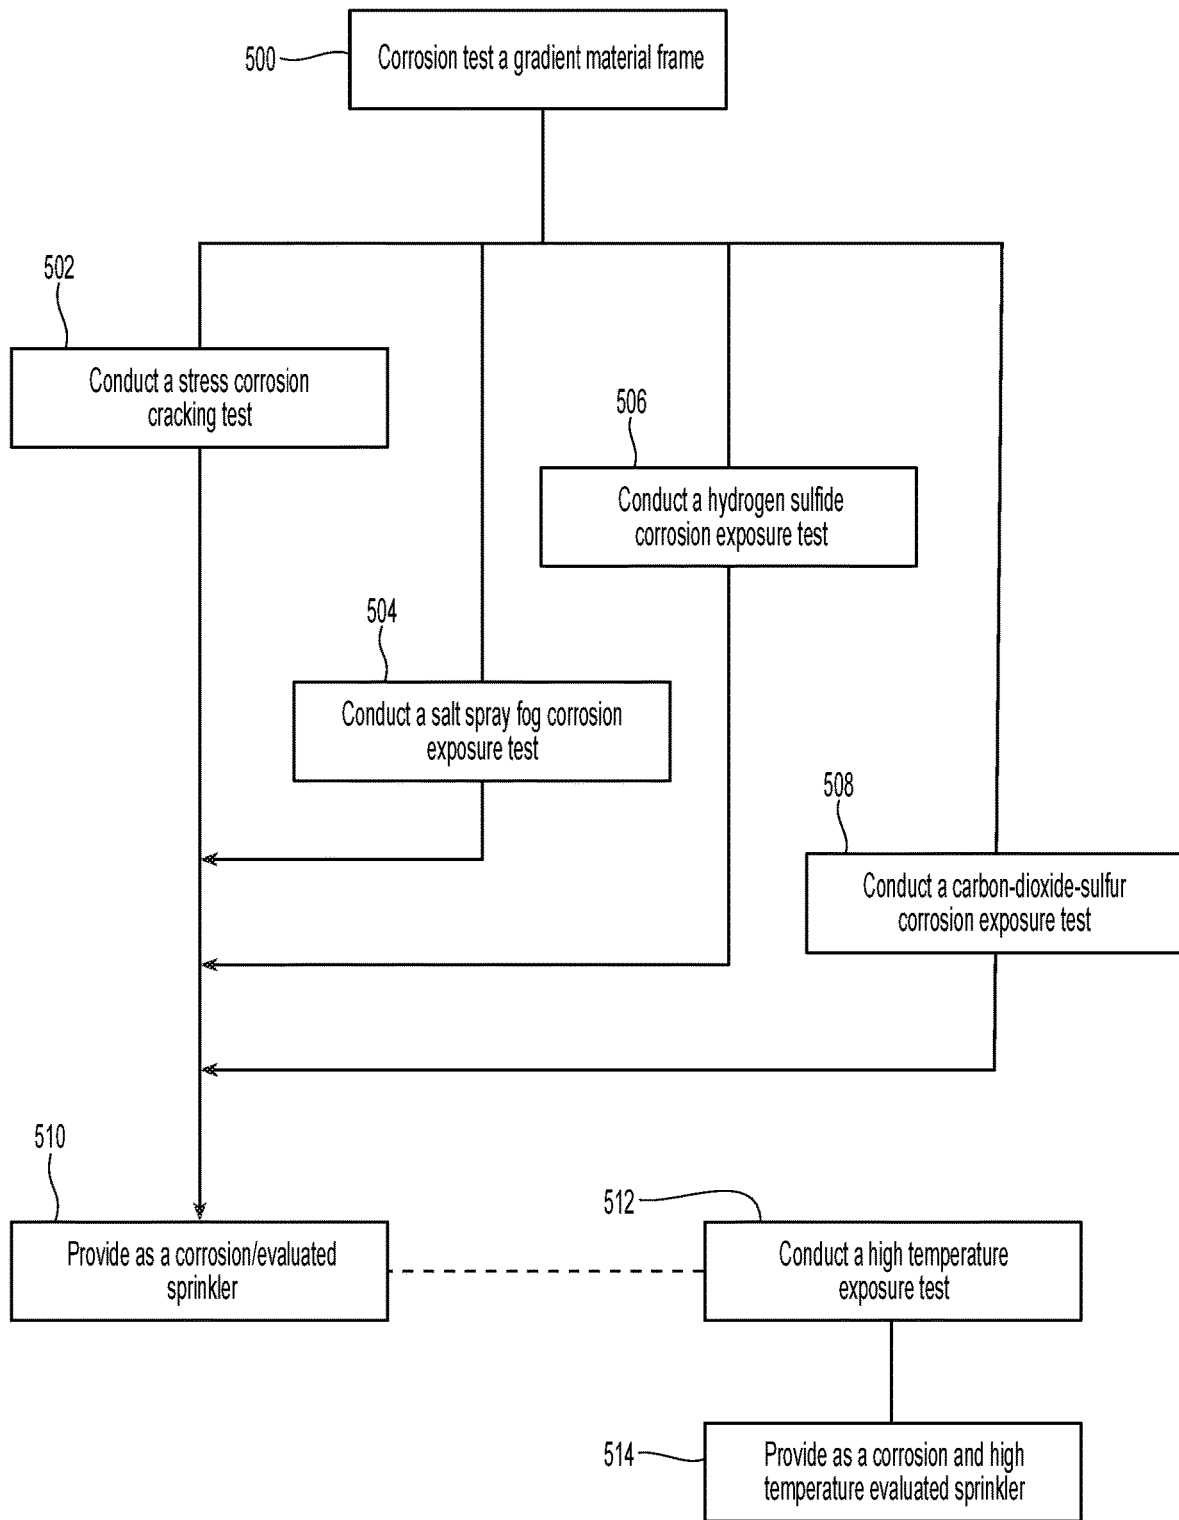 500
Corrosion test a gradient material frame
502
Conduct a stress corrosion
cracking test
506
Conduct a hydrogen sulfide
corrosion exposure test
504
Conduct a salt spray fog corrosion
exposure test
508
Conduct a carbon-dioxide-sulfur
corrosion exposure test
510
Provide as a corrosion/evaluated
sprinkler
512
Conduct a high temperature
exposure test
514
Provide as a corrosion and high
temperature evaluated sprinkler